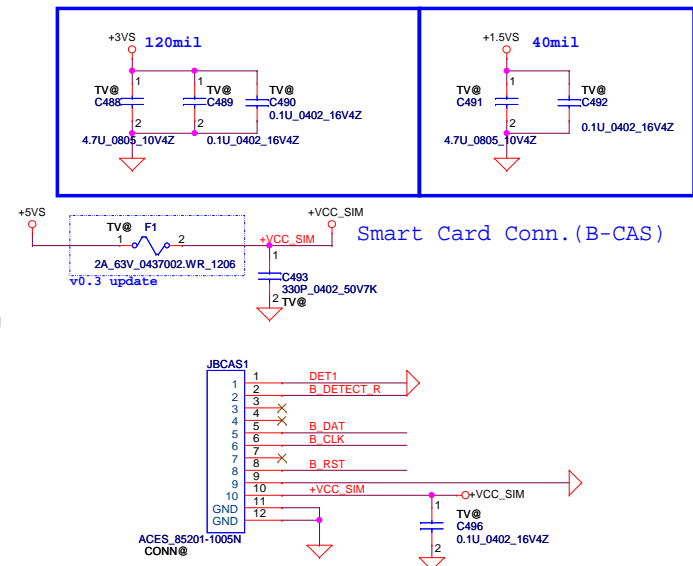 +3VS 120mil
1 1
TV@ TV@ TV@
C488 C489 C490
0.1U_0402_16V4Z
2 2
4.7U_0805_10V4Z 0.1U_0402_16V4Z
+1.5VS 40mil
1
TV@ TV@
C491 C492
0.1U_0402_16V4Z
2
4.7U_0805_10V4Z
+5VS +VCC_SIM
TV@ F1
1 2 +VCC_SIM
2A_63V_0437002.WR_1206
v0.3 update
Smart Card Conn.(B-CAS)
1
C493
330P_0402_50V7K
2 TV@
JBCAS1
1 1 DET1
2 2 B_DETECT_R
3 3
4 4
5 5 B_DAT
6 6 B_CLK
7 7
8 8 B_RST
9 9
10 10 +VCC_SIM +VCC_SIM
GND 11
GND 12
ACES_85201-1005N
CONN@
1
TV@
C496
0.1U_0402_16V4Z
2